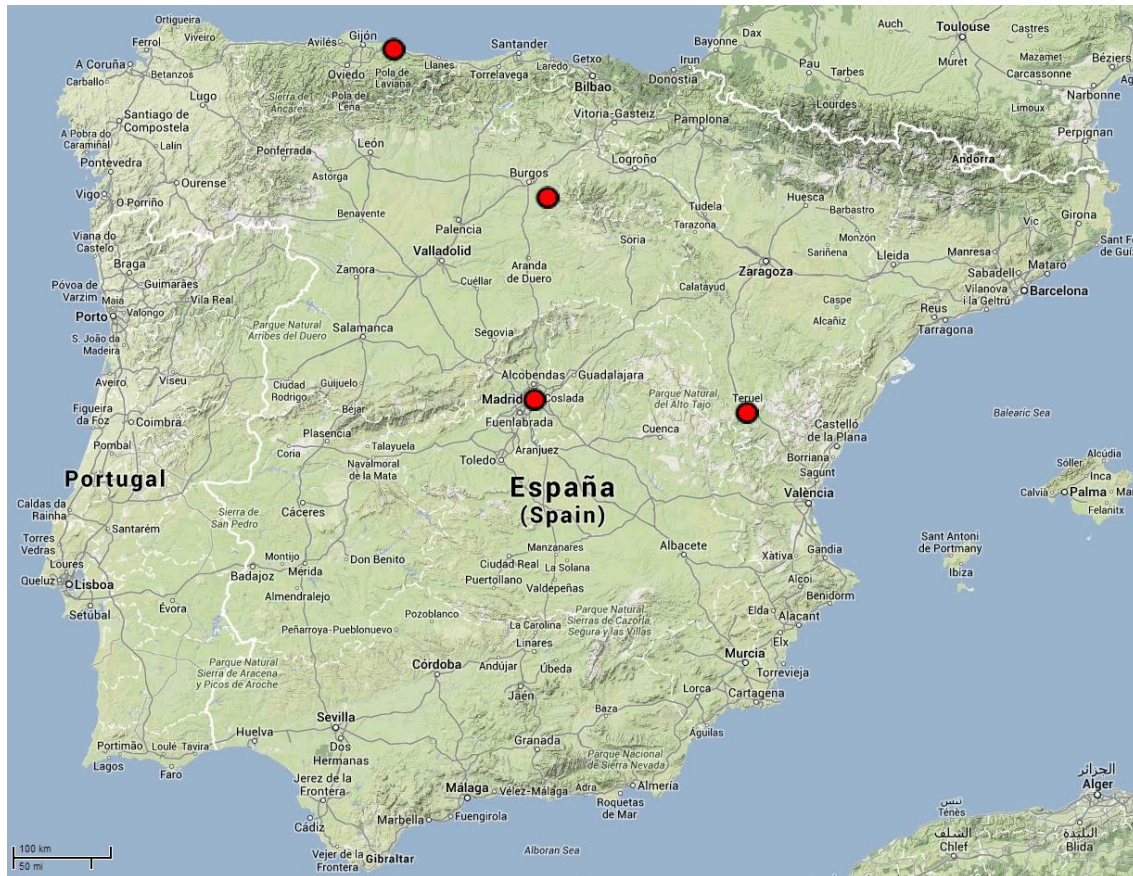 Ortigueira
Ferrol
Viveiro
Avilés
Gijón
Santander
Getxo
Bayonne
Dax
Auch
Toulouse
Castres
Mazamet
Béziers
Ag
A Coruña
Carballo
Betanzos
Oviedo
Pola de
Laviana
Llanes
Torrelavega
Laredo
Bilbao
Irun
Donostia
Pau
Tarbes
Muret
Carcassonne
Narbonne
Lugo
Sierra de
Ancares
Pola de
Lena
Vitoria-Gasteiz
Pamplona
Lourdes
Limoux
Perpignan
Santiago de
Compostela
A Pobra do
Caramiñal
Lalín
Ponferrada
León
Logroño
Andorra
Pontevedra
Ourense
Astorga
Burgos
Vigo
O Porriño
Benavente
Palencia
Tudela
Tarazona
Huesca
Barbastro
Vic
Girona
Viana do
Castelo
Braga
Guimarães
Valladolid
Soria
Monzón
Sariñena
Lleida
Manresa
Sant Fe
de Guí
Póvoa de
Varzim
Maia
Vila Real
Zamora
Cuéllar
Aranda
de Duero
Zaragoza
Calatayud
Sabadell
Mataró
Vilanova
i la Geltrú
Barcelona
Porto
Valongo
S. João da
Madeira
Parque Natural
Arribes del Duero
Salamanca
Segovia
Caspe
Alcañiz
Reus
Tarragona
Aveiro
Viseu
Ciudad
Rodrigo
Guijuelo
Béjar
Alcobendas
Guadalajara
Madrid
Coslada
Fuenlabrada
Parque Natural
del Alto Tajo
Teruel
Figueira
da Foz
Coimbra
Pombal
Plasencia
Coria
Talayuela
Navalmoral
de la Mata
Aranjuez
Toledo
Cuenca
Castelló
de la Plana
Borriana
Sagunt
Balearic Sea
Portugal
España
(Spain)
València
Sóller
Alcúdia
Inca
Calvià
Palma
Ma
Felanitx
Caldas da
Rainha
Santarém
Sierra de
San Pedro
Cáceres
Torres
Vedras
Loures
Queluz
Lisboa
Setúbal
Évora
Badajoz
Montijo
Mérida
Almendralejo
Don Benito
Manzanares
Ciudad Real
La Solana
Puertollano
Valdepeñas
Albacete
Xàtiva
Gandia
Alcoi
Benidorm
Sant Antoni
de Portmany
Ibiza
Pozoblanco
Peñarroya-Pueblonuevo
La Carolina
Linares
Parque Natural
Sierras de Cazorla,
Segura y las Villas
Elda
Alacant
Elx
Parque Natural
Sierra de Aracena
y Picos de Aroche
Córdoba
Andújar
Úbeda
Jaén
Murcia
Torrevieja
Lorca
Cartagena
Baza
Águilas
Portimão
Loulé
Tavira
Lagos
Faro
Huelva
Sevilla
Dos
Hermanas
Granada
Parque Nacional
de Sierra Nevada
Jerez de la
Frontera
Málaga
Vélez-Málaga
Adra
Almería
Roquetas
de Mar
Cádiz
Marbella
Fuengirola
Vejer de la
Frontera
Gibraltar
Alboran Sea
الجزائر
Alger
تنس
Ténès
الشلف
Chlef
البليدة
Blida
100 km
50 mi